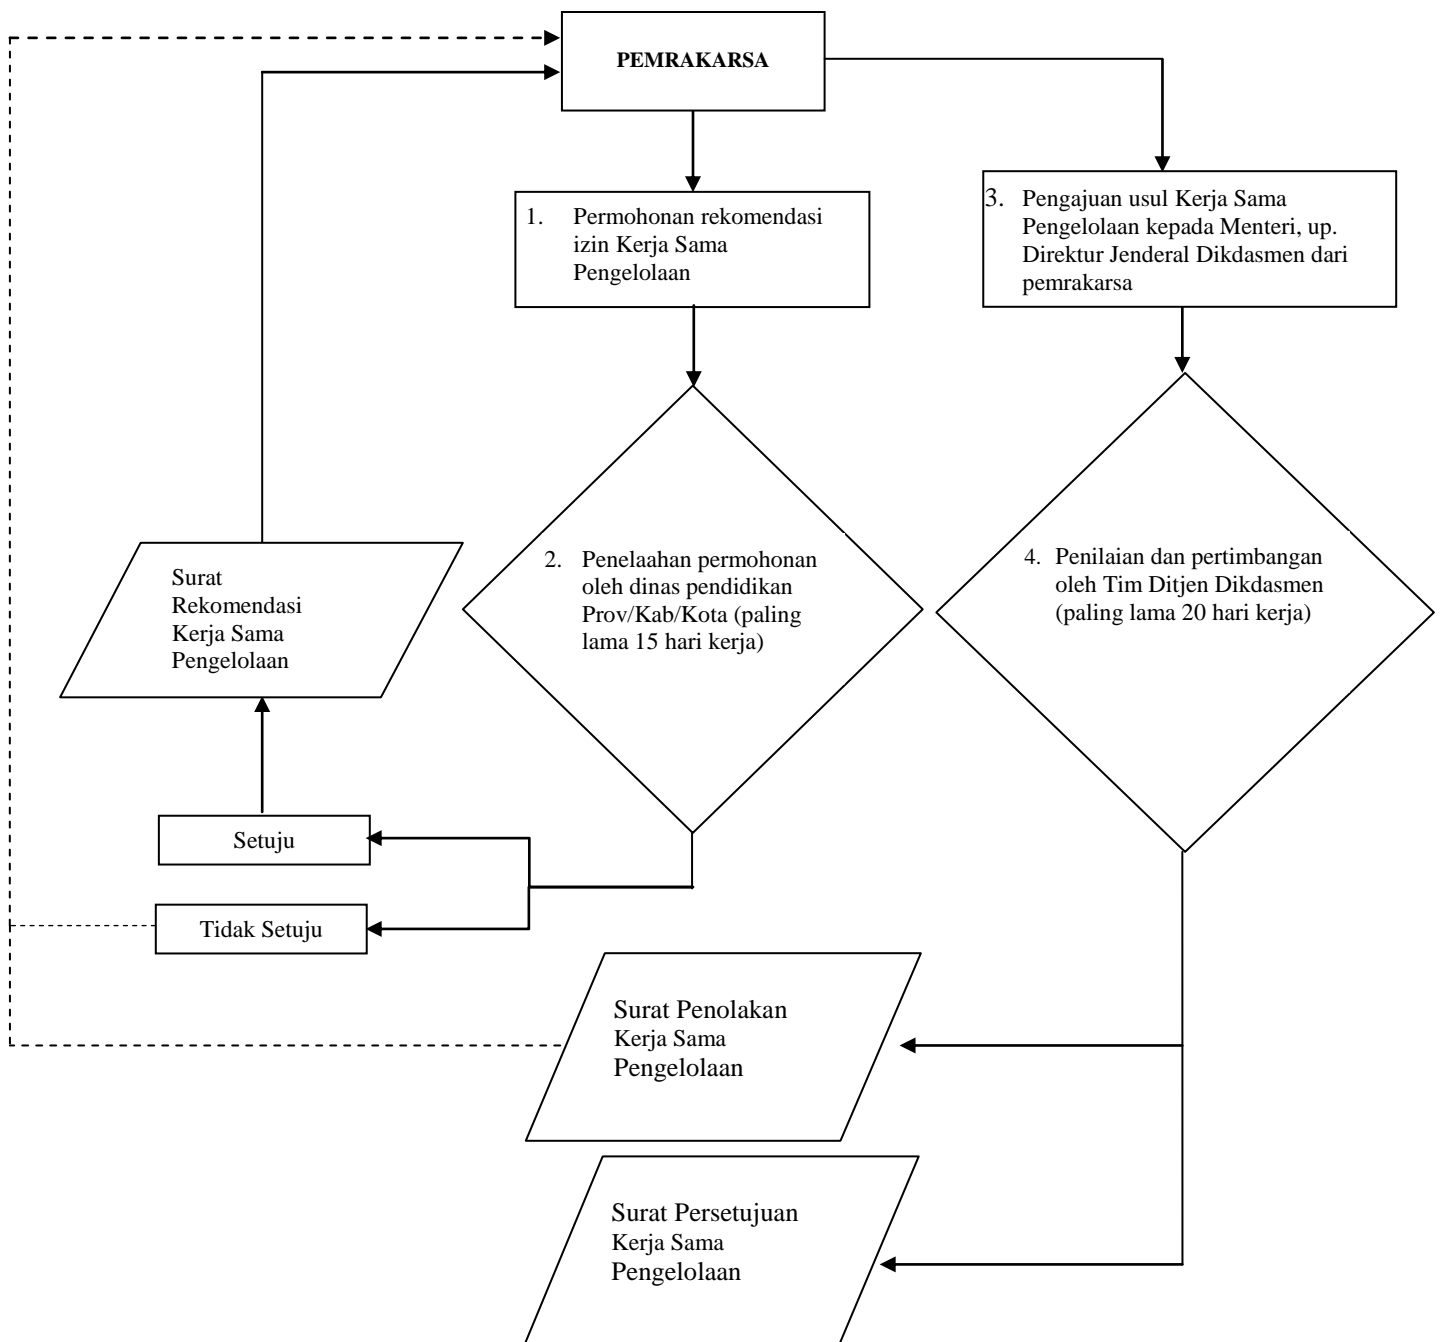 PEMRAKARSA
1. Permohonan rekomendasi
izin Kerja Sama
Pengelolaan
3. Pengajuan usul Kerja Sama
Pengelolaan kepada Menteri, up.
Direktur Jenderal Dikdasmen dari
pemrakarsa
2. Penelaahan permohonan
oleh dinas pendidikan
Prov/Kab/Kota (paling
lama 15 hari kerja)
4. Penilaian dan pertimbangan
oleh Tim Ditjen Dikdasmen
(paling lama 20 hari kerja)
Surat
Rekomendasi
Kerja Sama
Pengelolaan
Setuju
Tidak Setuju
Surat Penolakan
Kerja Sama
Pengelolaan
Surat Persetujuan
Kerja Sama
Pengelolaan